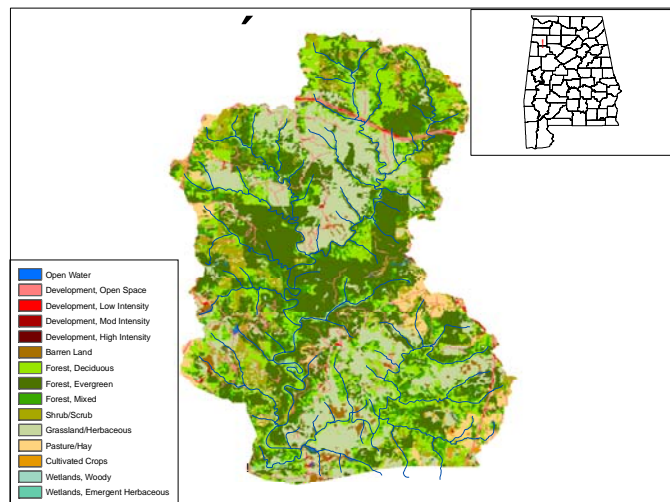 Open Water
Development, Open Space
Development, Low Intensity
Development, Mod Intensity
Development, High Intensity
Barren Land
Forest, Deciduous
Forest, Evergreen
Forest, Mixed
Shrub/Scrub
Grassland/Herbaceous
Pasture/Hay
Cultivated Crops
Wetlands, Woody
Wetlands, Emergent Herbaceous